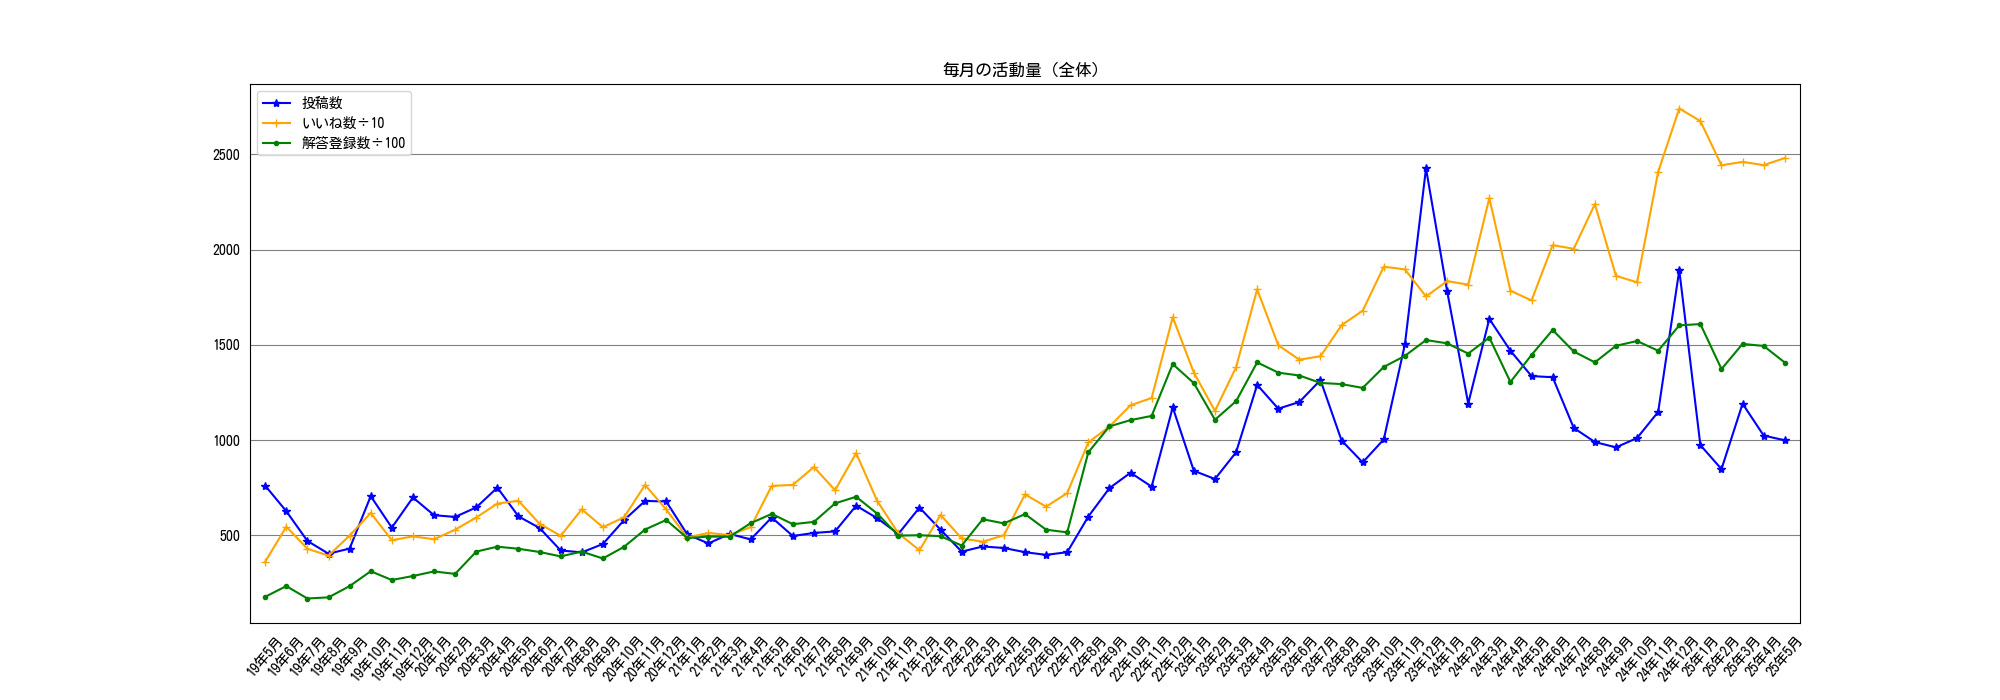 毎月の活動量（全体）
投稿数
いいね数÷10
解答登録数÷100
2500
2000
1500
1000
500
19年5月
19年6月
19年7月
19年8月
19年9月
19年10月
19年11月
19年12月
20年1月
20年2月
20年3月
20年4月
20年5月
20年6月
20年7月
20年8月
20年9月
20年10月
20年11月
20年12月
21年1月
21年2月
21年3月
21年4月
21年5月
21年6月
21年7月
21年8月
21年9月
21年10月
21年11月
21年12月
22年1月
22年2月
22年3月
22年4月
22年5月
22年6月
22年7月
22年8月
22年9月
22年10月
22年11月
22年12月
23年1月
23年2月
23年3月
23年4月
23年5月
23年6月
23年7月
23年8月
23年9月
23年10月
23年11月
23年12月
24年1月
24年2月
24年3月
24年4月
24年5月
24年6月
24年7月
24年8月
24年9月
24年10月
24年11月
24年12月
25年1月
25年2月
25年3月
25年4月
25年5月